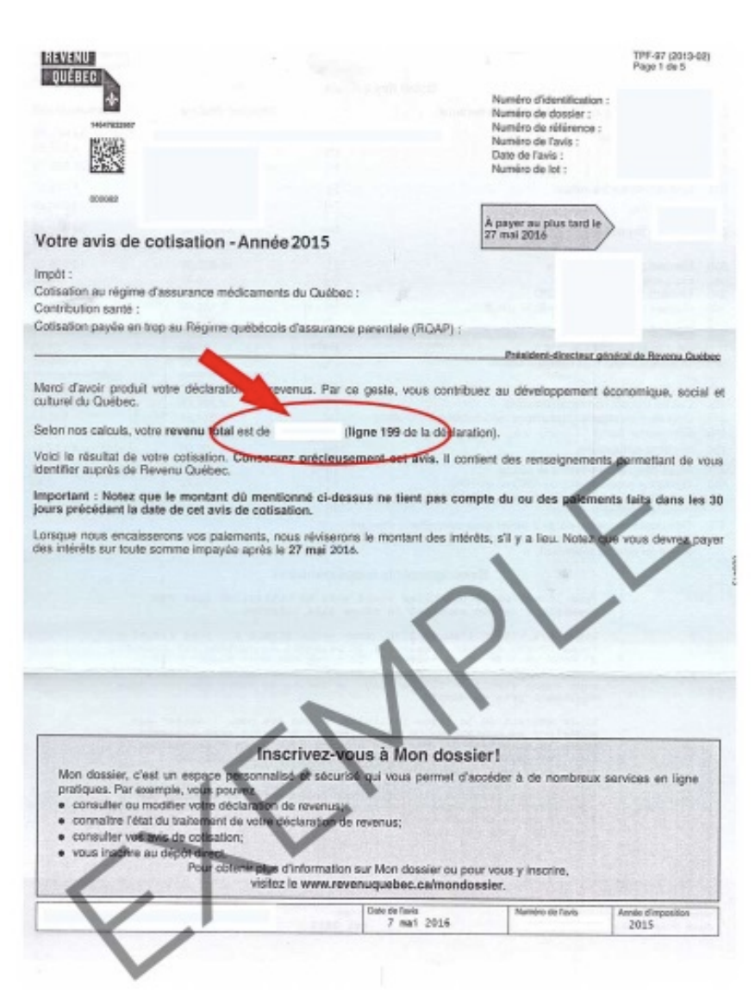 REVENU
QUÉBEC
TPF-97 (2013-02)
Page 1 de 5
Numéro d'identification :
Numéro de dossier :
Numéro de référence :
Numéro de l'avis :
Date de l'avis :
Numéro de lot :
À payer au plus tard le
27 mai 2016
Votre avis de cotisation - Année 2015
Impôt :
Cotisation au régime d'assurance médicaments du Québec :
Contribution santé :
Cotisation payée en trop au Régime québécois d'assurance parentale (RQAP) :
Président-directeur général de Revenu Québec
Merci d'avoir produit votre déclaration revenus. Par ce geste, vous contribuez au développement économique, social et
culturel du Québec.
Selon nos calculs, votre revenu total est de (ligne 199 de la déclaration).
Voici le résultat de votre cotisation. Conservez précieusement cet avis. Il contient des renseignements permettant de vous
identifier auprès de Revenu Québec.
Important : Notez que le montant dû mentionné ci-dessus ne tient pas compte du ou des paiements faits dans les 30
jours précédant la date de cet avis de cotisation.
Lorsque nous encaisserons vos paiements, nous réviserons le montant des intérêts, s'il y a lieu. Notez que vous devrez payer
des intérêts sur toute somme impayée après le 27 mai 2016.
EXEMPLE
Inscrivez-vous à Mon dossier!
Mon dossier, c'est un espace personnalisé et sécurisé qui vous permet d'accéder à de nombreux services en ligne
pratiques. Par exemple, vous pouvez
• consulter ou modifier votre déclaration de revenus;
• connaître l'état du traitement de votre déclaration de revenus;
• consulter vos avis de cotisation;
• vous inscrire au dépôt direct.
Pour obtenir plus d'information sur Mon dossier ou pour vous y inscrire,
visitez le www.revenuquebec.ca/mondossier.
Date de l'avis
7 mai 2016
Numéro de l'avis
Année d'imposition
2015